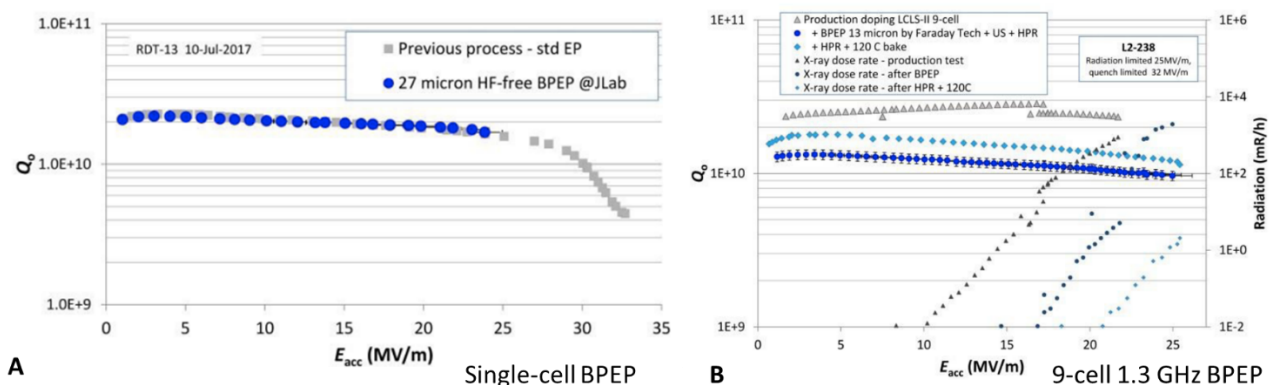 1.0E+11
RDT-13 10-Jul-2017
Previous process - std EP
27 micron HF-free BPEP @JLab
Qo
1.0E+10
1.0E+9
0 5 10 15 20 25 30 35
Eacc (MV/m)
A
Single-cell BPEP
1E+11
Production doping LCLS-II 9-cell
+ BPEP 13 micron by Faraday Tech + US + HPR
+ HPR + 120 C bake
X-ray dose rate - production test
X-ray dose rate - after BPEP
X-ray dose rate - after HPR + 120C
L2-238
Radiation limited 25MV/m,
quench limited 32 MV/m
1E+6
1E+4
1E+2
1E+0
1E-2
Radiation (mR/h)
Qo
1E+10
1E+9
0 5 10 15 20 25
Eacc (MV/m)
B
9-cell 1.3 GHz BPEP